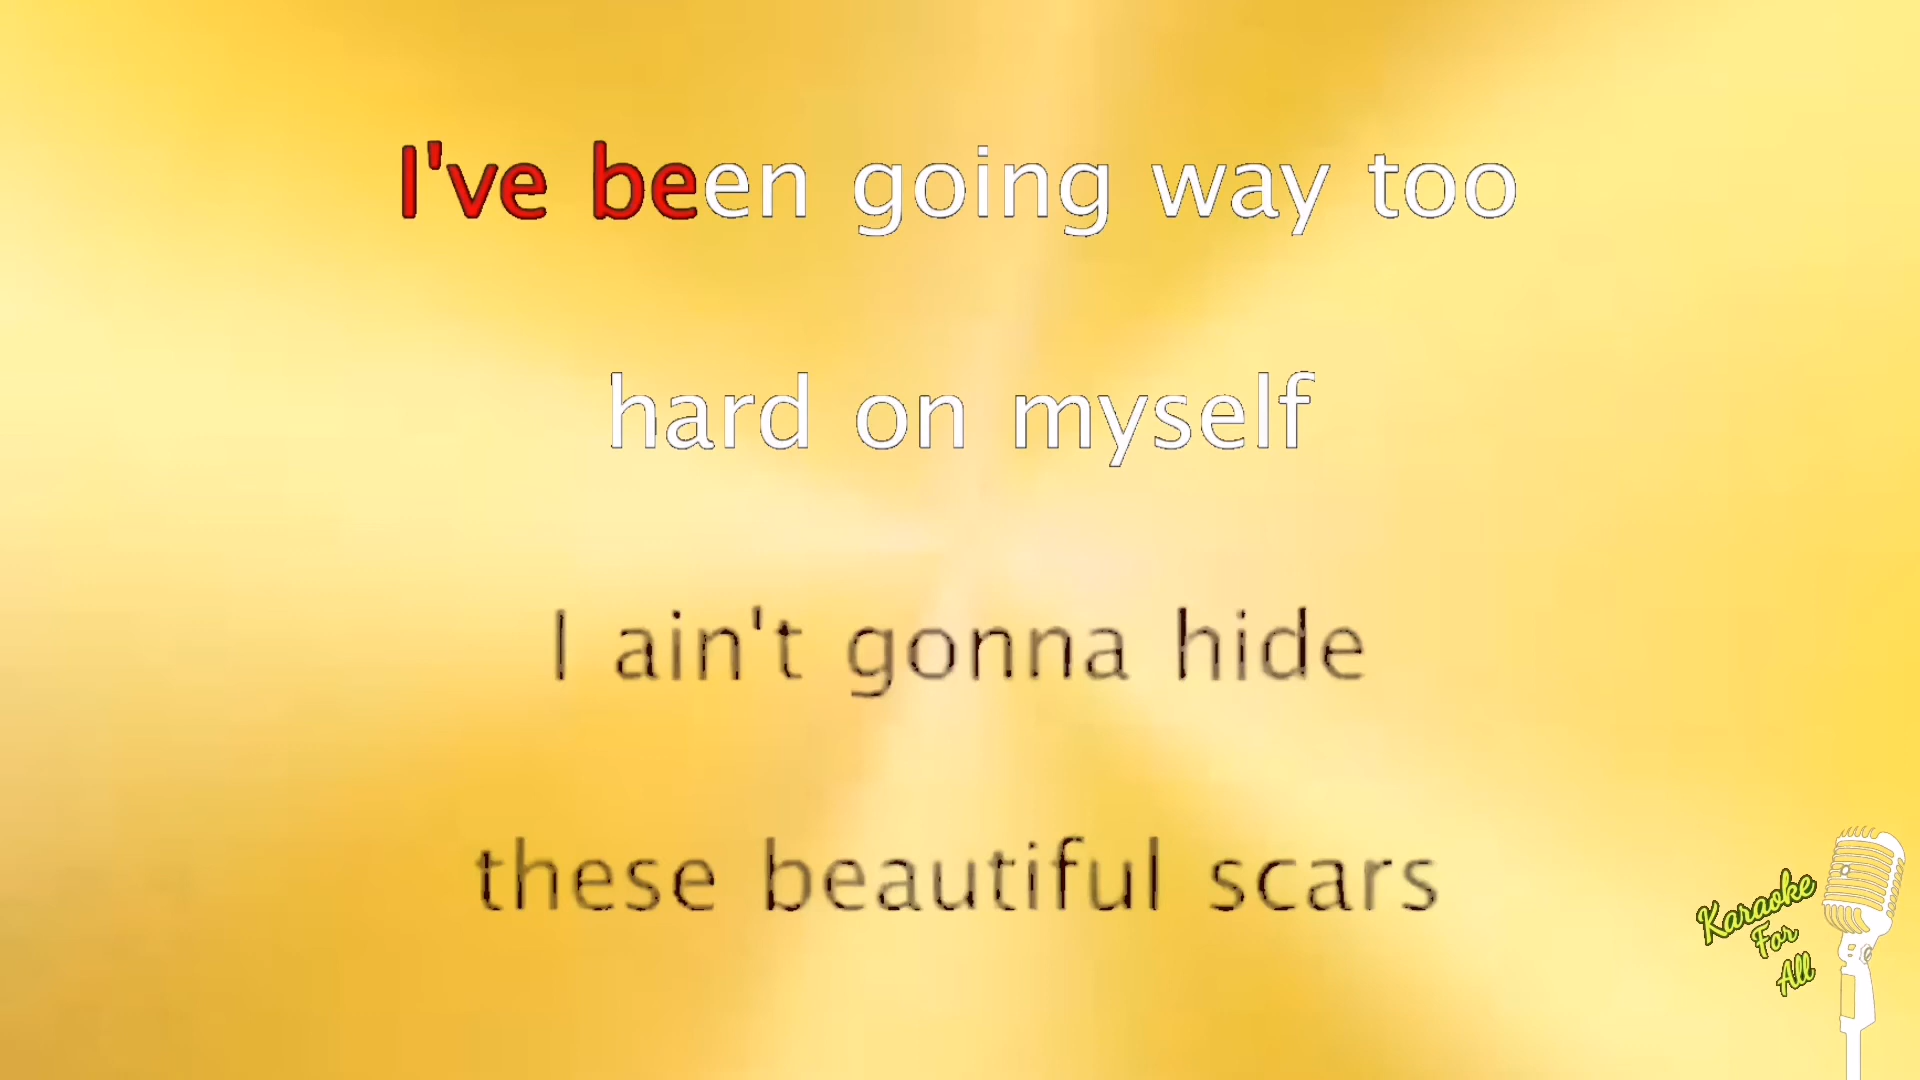 I've been going way too
hard on myself
I ain't gonna hide
these beautiful scars
Karaoke
For
All